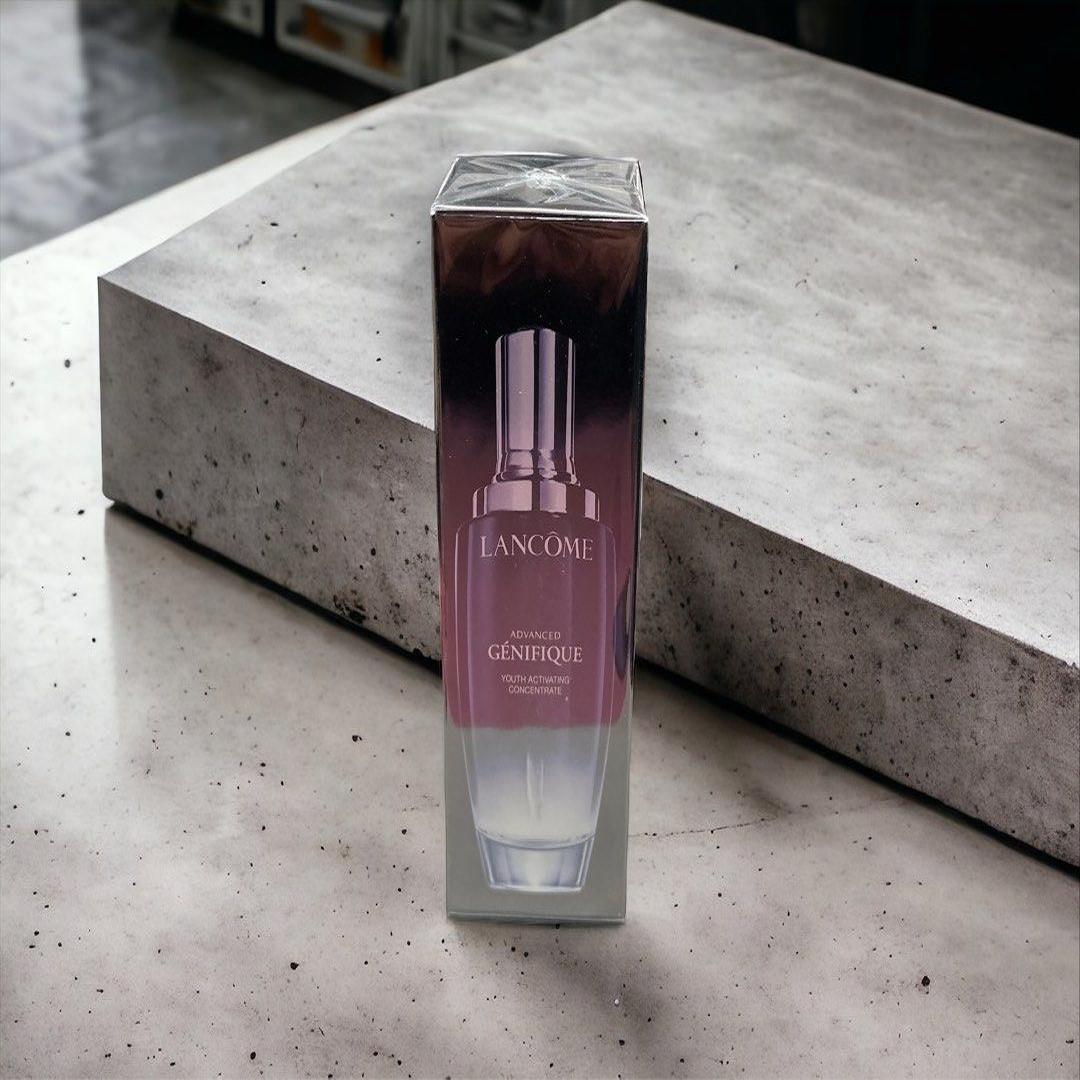 LANCÔME
ADVANCED
GÉNIFIQUE
YOUTH ACTIVATING
CONCENTRATE